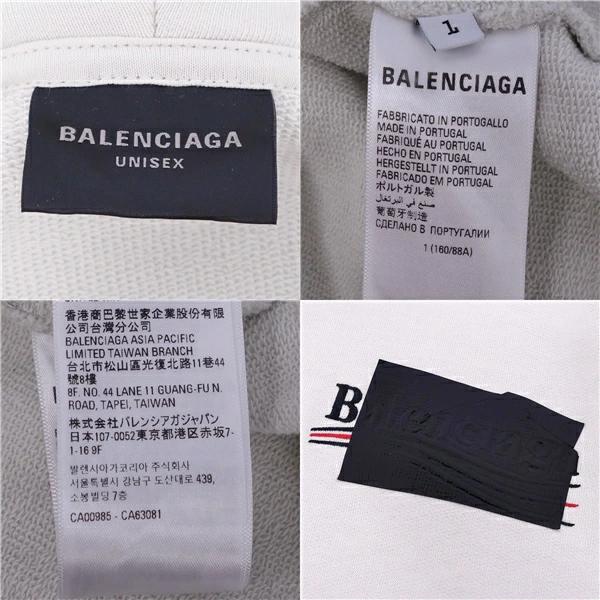 BALENCIAGA
UNISEX
1
BALENCIAGA
FABBRICATO IN PORTOGALLO
MADE IN PORTUGAL
FABRIQUÉ AU PORTUGAL
HECHO EN PORTUGAL
HERGESTELLT IN PORTUGAL
FABRICADO EM PORTUGAL
ポルトガル製
صنع في البرتغال
葡萄牙制造
СДЕЛАНО В ПОРТУГАЛИИ
1 (160/88A)
香港商巴黎世家企業股份有限
公司台灣分公司
BALENCIAGA ASIA PACIFIC
LIMITED TAIWAN BRANCH
台北市松山區光復北路11巷44
號8樓
8F. NO. 44 LANE 11 GUANG-FU N.
ROAD, TAIPEI, TAIWAN
株式会社バレンシアガジャパン
日本107-0052東京都港区赤坂7-
1-16 9F
발렌시아가코리아 주식회사
서울특별시 강남구 도산대로 439,
소봉빌딩 7층
CA00985 - CA63081
Balenciaga